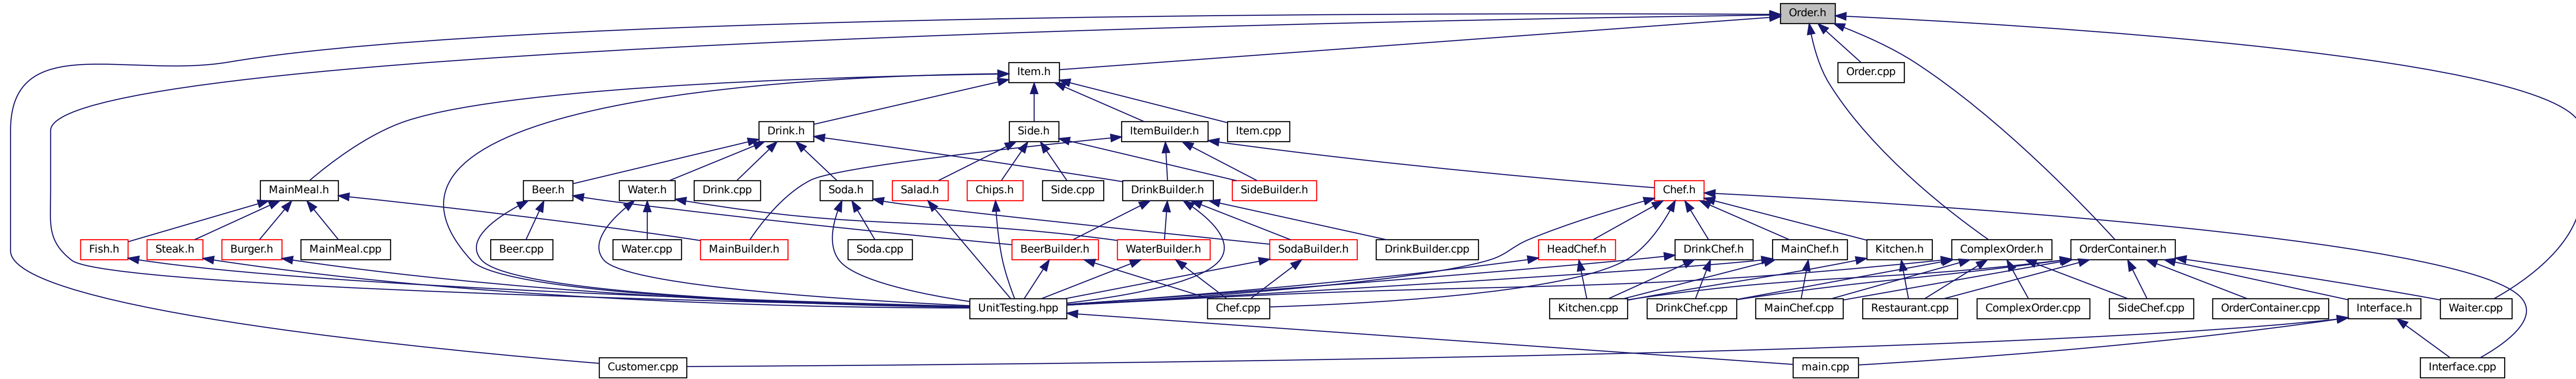 Order.h
Item.h
Order.cpp
Drink.h
Side.h
ItemBuilder.h
Item.cpp
MainMeal.h
Beer.h
Water.h
Drink.cpp
Soda.h
Salad.h
Chips.h
Side.cpp
DrinkBuilder.h
SideBuilder.h
Chef.h
Fish.h
Steak.h
Burger.h
MainMeal.cpp
Beer.cpp
Water.cpp
MainBuilder.h
Soda.cpp
BeerBuilder.h
WaterBuilder.h
SodaBuilder.h
DrinkBuilder.cpp
HeadChef.h
DrinkChef.h
MainChef.h
Kitchen.h
ComplexOrder.h
OrderContainer.h
UnitTesting.hpp
Chef.cpp
Kitchen.cpp
DrinkChef.cpp
MainChef.cpp
Restaurant.cpp
ComplexOrder.cpp
SideChef.cpp
OrderContainer.cpp
Interface.h
Waiter.cpp
Customer.cpp
main.cpp
Interface.cpp